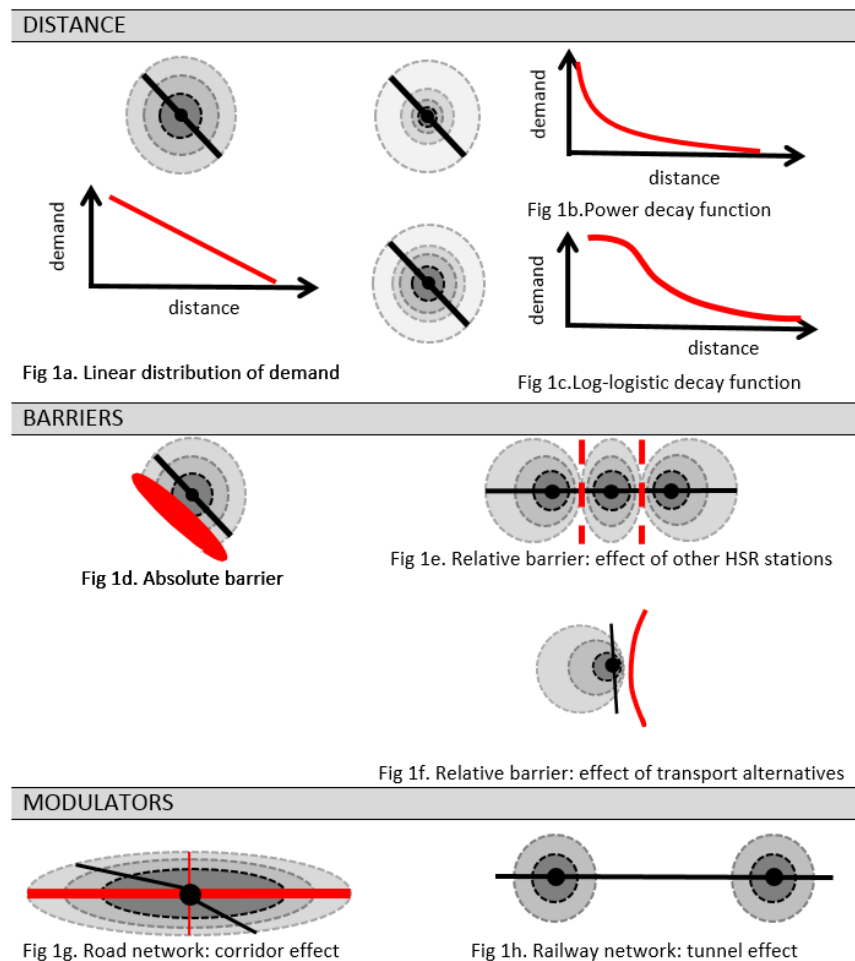 DISTANCE
demand
distance
Fig 1a. Linear distribution of demand
demand
distance
Fig 1b.Power decay function
demand
distance
Fig 1c.Log-logistic decay function
BARRIERS
Fig 1d. Absolute barrier
Fig 1e. Relative barrier: effect of other HSR stations
Fig 1f. Relative barrier: effect of transport alternatives
MODULATORS
Fig 1g. Road network: corridor effect
Fig 1h. Railway network: tunnel effect